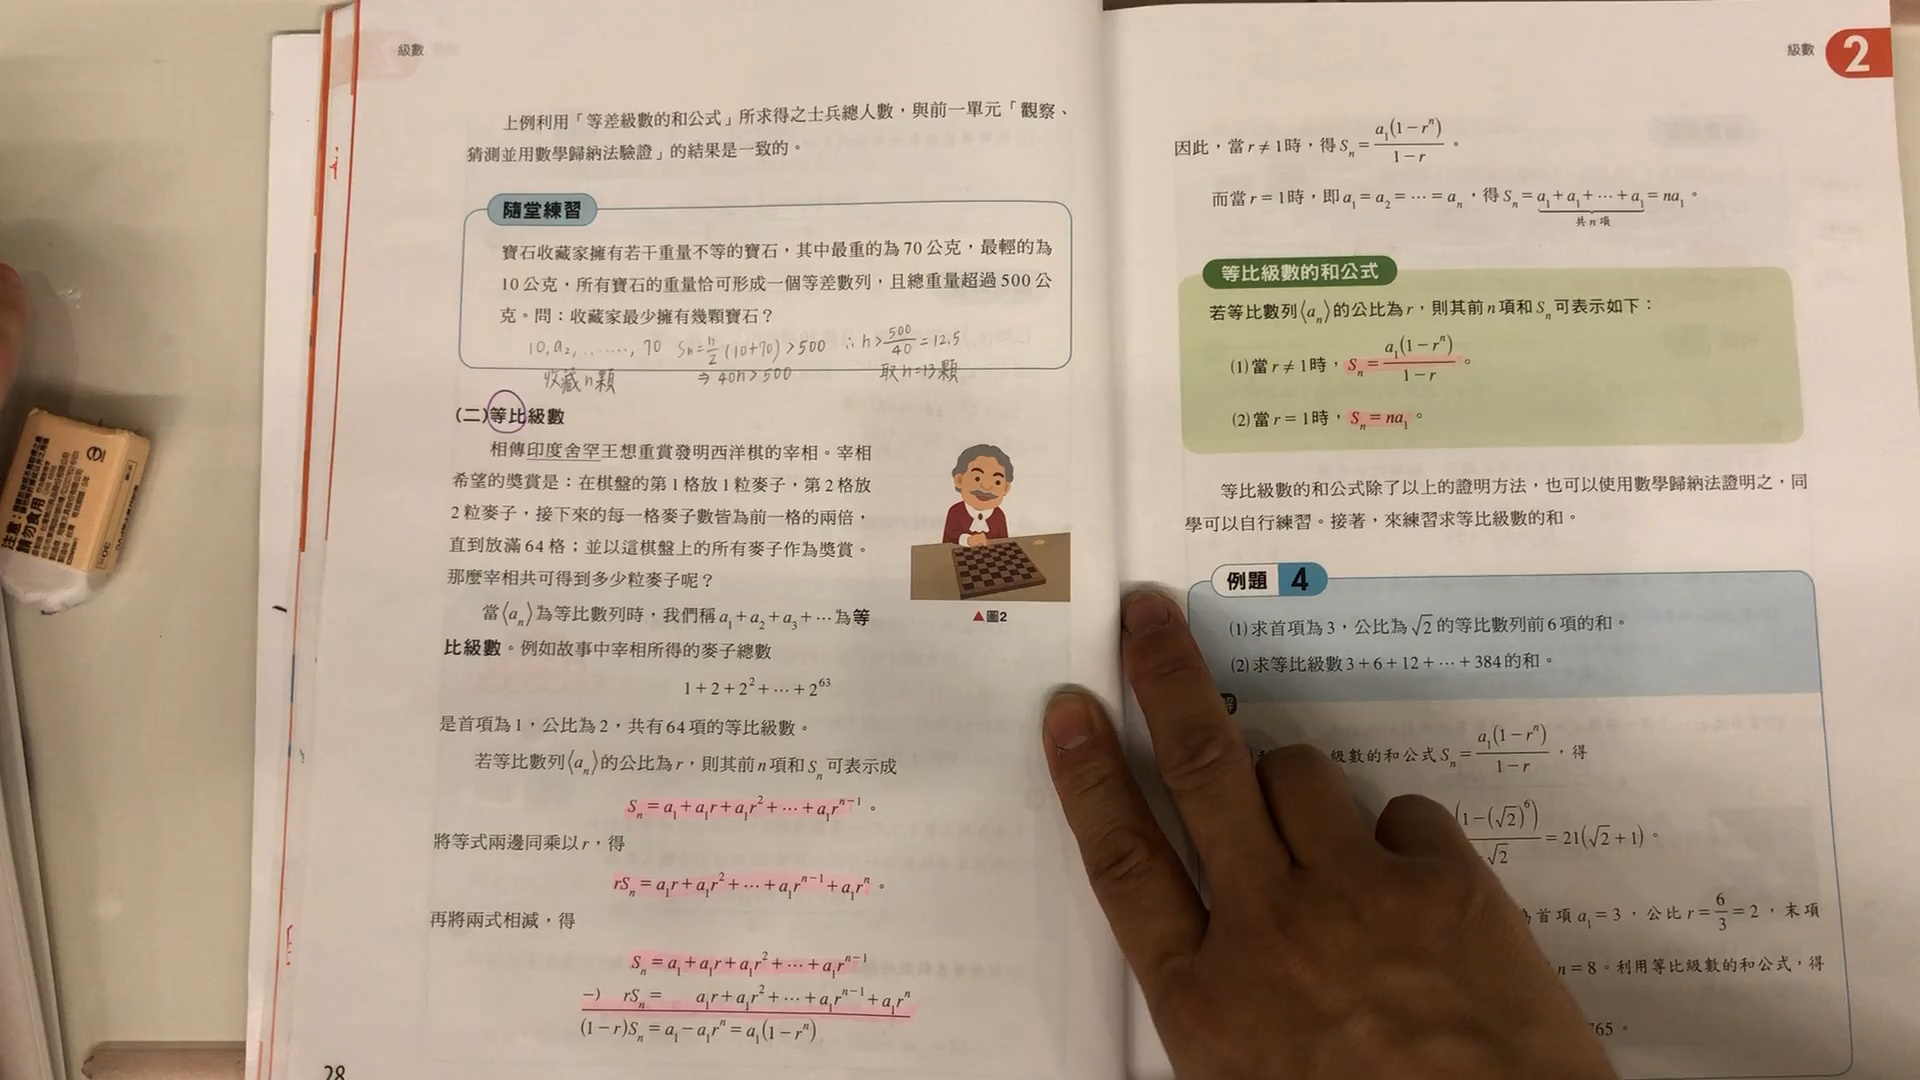 級數
上例利用「等差級數的和公式」所求得之士兵總人數，與前一單元「觀察、
猜測並用數學歸納法驗證」的結果是一致的。
隨堂練習
寶石收藏家擁有若干重量不等的寶石，其中最重的為70公克，最輕的為
10公克，所有寶石的重量恰可形成一個等差數列，且總重量超過500公
克。問：收藏家最少擁有幾顆寶石？
10, a₂, ……, 70 Sn=n/2(10+70)>500 ∴n>500/40=12.5
收藏n顆 ⇒40n>500 取n=13顆
(二)等比級數
相傳印度舍罕王想重賞發明西洋棋的宰相。宰相
希望的獎賞是：在棋盤的第1格放1粒麥子，第2格放
2粒麥子，接下來的每一格麥子數皆為前一格的兩倍，
直到放滿64格；並以這棋盤上的所有麥子作為獎賞。
那麼宰相共可得到多少粒麥子呢？
▲圖2
當⟨aₙ⟩為等比數列時，我們稱a₁+a₂+a₃+⋯為等
比級數。例如故事中宰相所得的麥子總數
1+2+2²+⋯+2⁶³
是首項為1，公比為2，共有64項的等比級數。
若等比數列⟨aₙ⟩的公比為r，則其前n項和Sₙ可表示成
Sₙ=a₁+a₁r+a₁r²+⋯+a₁rⁿ⁻¹。
將等式兩邊同乘以r，得
rSₙ=a₁r+a₁r²+⋯+a₁rⁿ⁻¹+a₁rⁿ。
再將兩式相減，得
Sₙ=a₁+a₁r+a₁r²+⋯+a₁rⁿ⁻¹
−) rSₙ= a₁r+a₁r²+⋯+a₁rⁿ⁻¹+a₁rⁿ
(1−r)Sₙ=a₁−a₁rⁿ=a₁(1−rⁿ)
28
級數 2
因此，當r≠1時，得Sₙ=a₁(1−rⁿ)/(1−r)。
而當r=1時，即a₁=a₂=⋯=aₙ，得Sₙ=a₁+a₁+⋯+a₁=na₁。
共n項
等比級數的和公式
若等比數列⟨aₙ⟩的公比為r，則其前n項和Sₙ可表示如下：
(1)當r≠1時，Sₙ=a₁(1−rⁿ)/(1−r)。
(2)當r=1時，Sₙ=na₁。
等比級數的和公式除了以上的證明方法，也可以使用數學歸納法證明之，同
學可以自行練習。接著，來練習求等比級數的和。
例題 4
(1)求首項為3，公比為√2的等比數列前6項的和。
(2)求等比級數3+6+12+⋯+384的和。
解
級數的和公式Sₙ=a₁(1−rⁿ)/(1−r)，得
(1−(√2)⁶)/√2=21(√2+1)。
首項a₁=3，公比r=6/3=2，末項
n=8。利用等比級數的和公式，得
765。
注意：
請勿食用